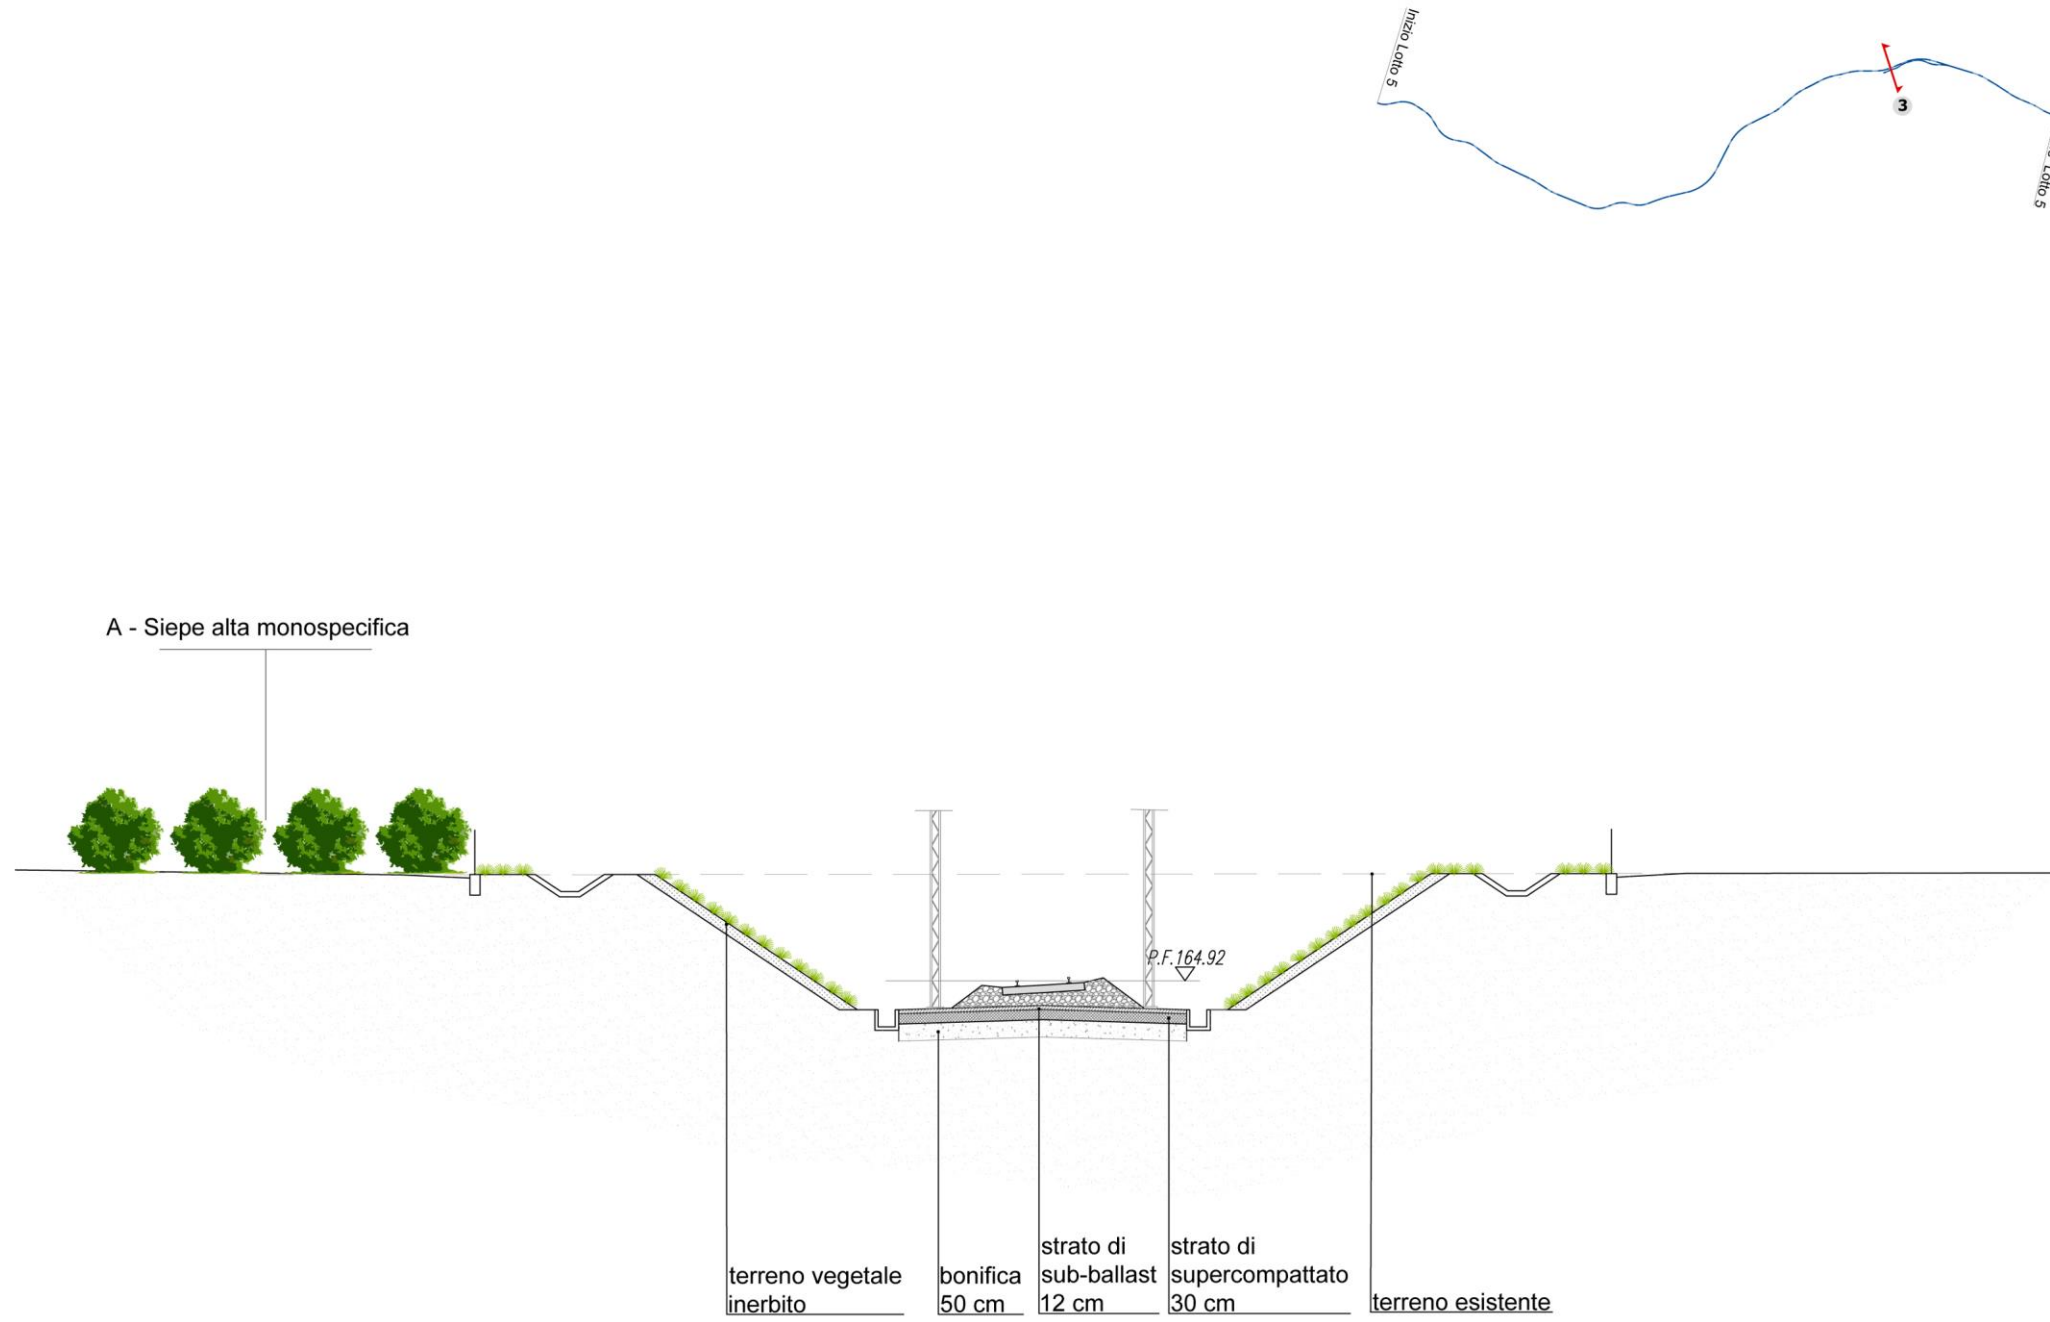 Inizio Lotto 5
3
Lotto 5
A - Siepe alta monospecifica
P.F.164.92
terreno vegetale
inerbito
bonifica
50 cm
strato di
sub-ballast
12 cm
strato di
supercompattato
30 cm
terreno esistente